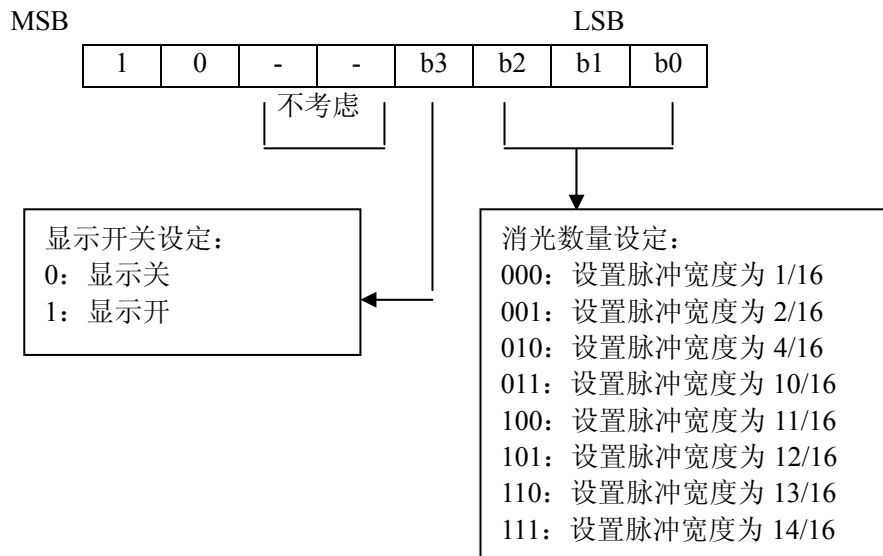 MSB LSB
1 0 - - b3 b2 b1 b0
不考虑
显示开关设定：
0：显示关
1：显示开
消光数量设定：
000：设置脉冲宽度为 1/16
001：设置脉冲宽度为 2/16
010：设置脉冲宽度为 4/16
011：设置脉冲宽度为 10/16
100：设置脉冲宽度为 11/16
101：设置脉冲宽度为 12/16
110：设置脉冲宽度为 13/16
111：设置脉冲宽度为 14/16